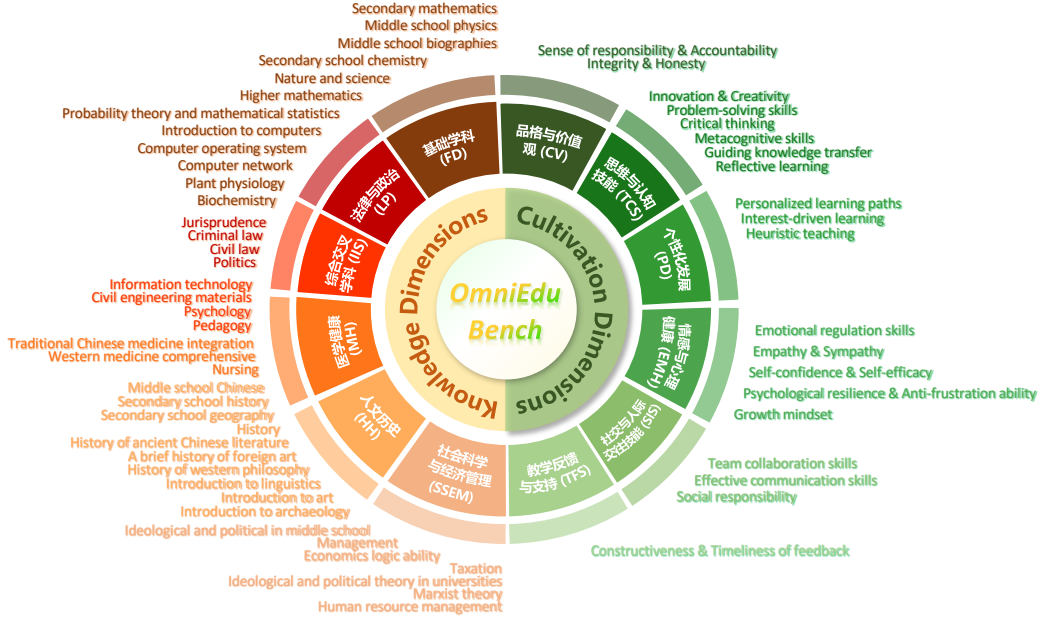 Secondary mathematics
Middle school physics
Middle school biographies
Secondary school chemistry
Nature and science
Higher mathematics
Probability theory and mathematical statistics
Introduction to computers
Computer operating system
Computer network
Plant physiology
Biochemistry
Jurisprudence
Criminal law
Civil law
Politics
Information technology
Civil engineering materials
Psychology
Pedagogy
Traditional Chinese medicine integration
Western medicine comprehensive
Nursing
Middle school Chinese
Secondary school history
Secondary school geography
History
History of ancient Chinese literature
A brief history of foreign art
History of western philosophy
Introduction to linguistics
Introduction to art
Introduction to archaeology
Ideological and political in middle school
Management
Economics logic ability
Taxation
Ideological and political theory in universities
Marxist theory
Human resource management
基础学科
(FD)
法律与政治
(LP)
综合交叉
学科 (IIS)
医学健康
(MH)
人文历史
(HH)
社会科学
与经济管理
(SSEM)
Knowledge Dimensions
OmniEdu
Bench
Cultivation Dimensions
品格与价值
观 (CV)
思维与认知
技能 (TCS)
个性化发展
(PD)
情感与心理
健康 (EMH)
社交与人际
交往技能 (SIS)
教学反馈
与支持 (TFS)
Sense of responsibility & Accountability
Integrity & Honesty
Innovation & Creativity
Problem-solving skills
Critical thinking
Metacognitive skills
Guiding knowledge transfer
Reflective learning
Personalized learning paths
Interest-driven learning
Heuristic teaching
Emotional regulation skills
Empathy & Sympathy
Self-confidence & Self-efficacy
Psychological resilience & Anti-frustration ability
Growth mindset
Team collaboration skills
Effective communication skills
Social responsibility
Constructiveness & Timeliness of feedback